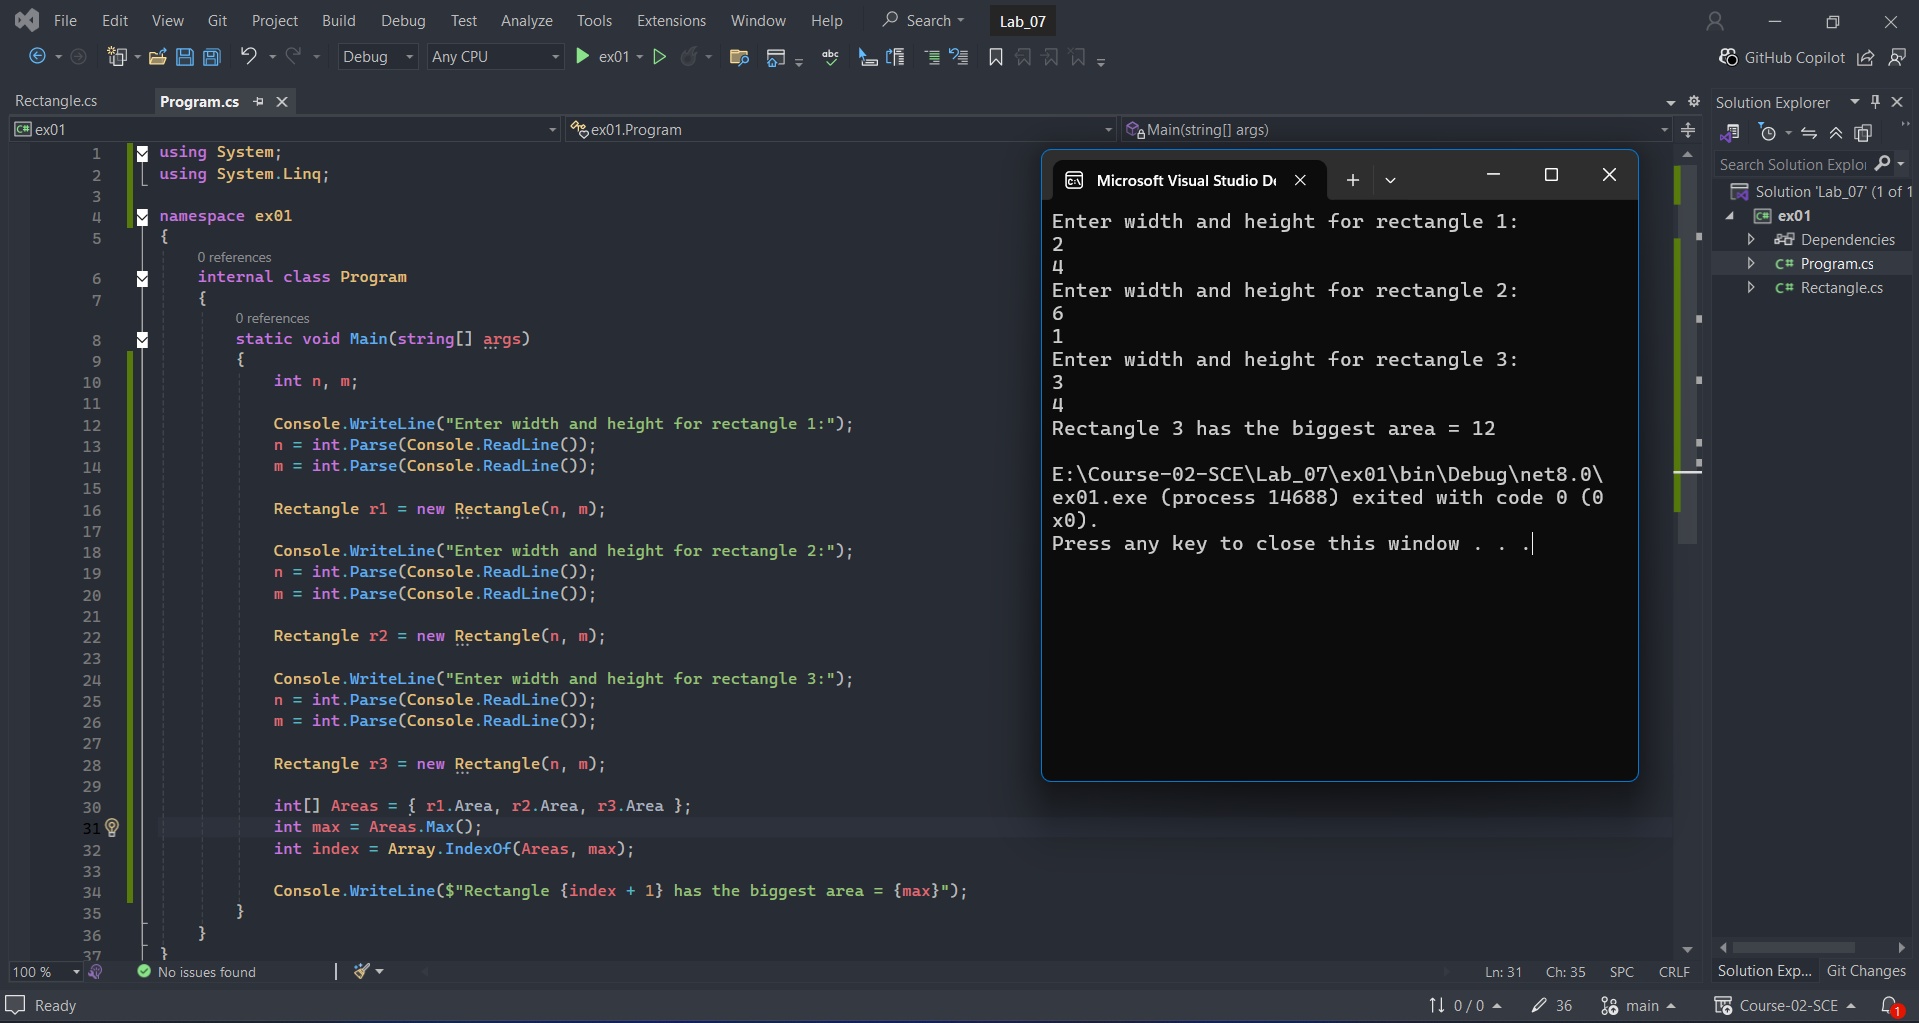 File Edit View Git Project Build Debug Test Analyze Tools Extensions Window Help Search Lab_07
Debug Any CPU ex01 abc GitHub Copilot
Rectangle.cs Program.cs
C# ex01 ex01.Program Main(string[] args)
1 using System;
2 using System.Linq;
3
4 namespace ex01
5 {
0 references
6 internal class Program
7 {
0 references
8 static void Main(string[] args)
9 {
10 int n, m;
11
12 Console.WriteLine("Enter width and height for rectangle 1:");
13 n = int.Parse(Console.ReadLine());
14 m = int.Parse(Console.ReadLine());
15
16 Rectangle r1 = new Rectangle(n, m);
17
18 Console.WriteLine("Enter width and height for rectangle 2:");
19 n = int.Parse(Console.ReadLine());
20 m = int.Parse(Console.ReadLine());
21
22 Rectangle r2 = new Rectangle(n, m);
23
24 Console.WriteLine("Enter width and height for rectangle 3:");
25 n = int.Parse(Console.ReadLine());
26 m = int.Parse(Console.ReadLine());
27
28 Rectangle r3 = new Rectangle(n, m);
29
30 int[] Areas = { r1.Area, r2.Area, r3.Area };
31 int max = Areas.Max();
32 int index = Array.IndexOf(Areas, max);
33
34 Console.WriteLine($"Rectangle {index + 1} has the biggest area = {max}");
35 }
36 }
37 }
Microsoft Visual Studio De
Enter width and height for rectangle 1:
2
4
Enter width and height for rectangle 2:
6
1
Enter width and height for rectangle 3:
3
4
Rectangle 3 has the biggest area = 12
E:\Course-02-SCE\Lab_07\ex01\bin\Debug\net8.0\
ex01.exe (process 14688) exited with code 0 (0
x0).
Press any key to close this window . . .
Solution Explorer
Search Solution Explo
Solution 'Lab_07' (1 of 1
C# ex01
Dependencies
C# Program.cs
C# Rectangle.cs
100 % No issues found Ln: 31 Ch: 35 SPC CRLF Solution Exp... Git Changes
Ready 0 / 0 36 main Course-02-SCE 1